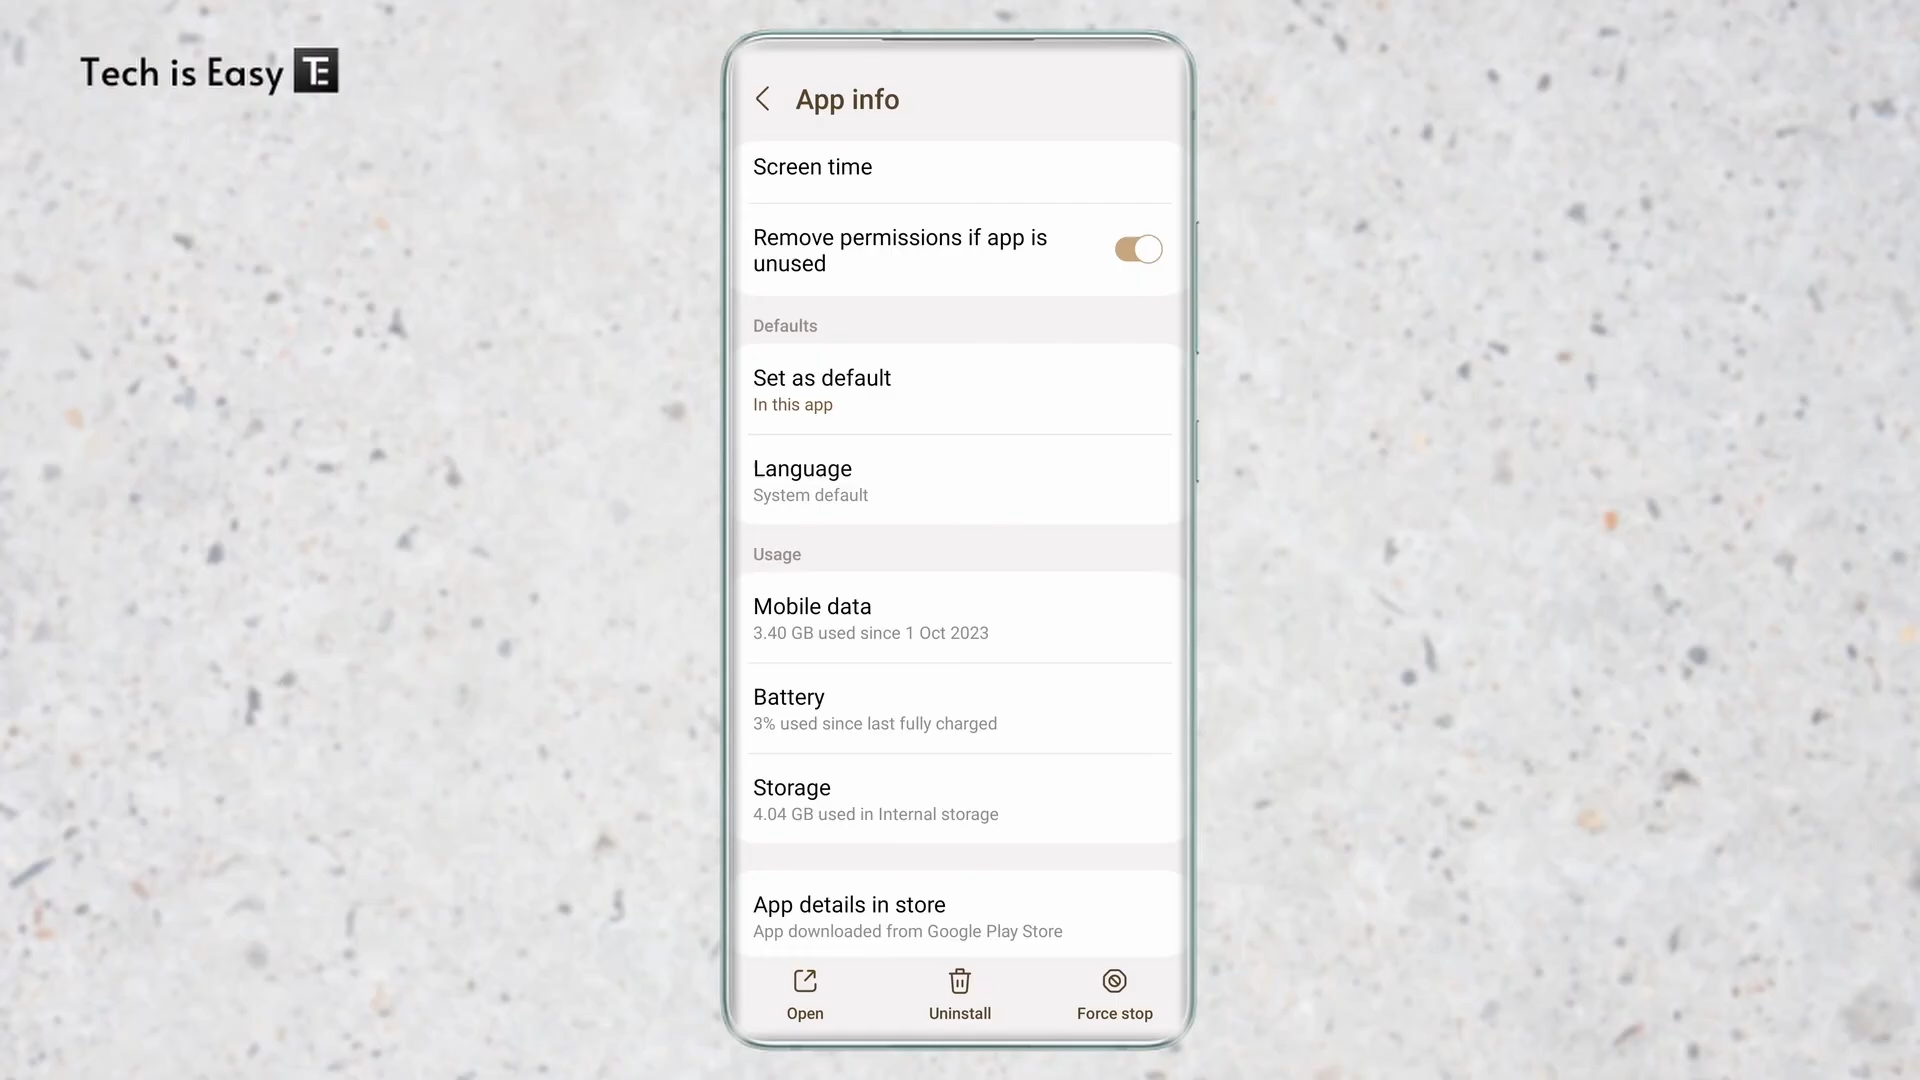 Tech is Easy TE
App info
Screen time
Remove permissions if app is
unused
Defaults
Set as default
In this app
Language
System default
Usage
Mobile data
3.40 GB used since 1 Oct 2023
Battery
3% used since last fully charged
Storage
4.04 GB used in Internal storage
App details in store
App downloaded from Google Play Store
Open
Uninstall
Force stop